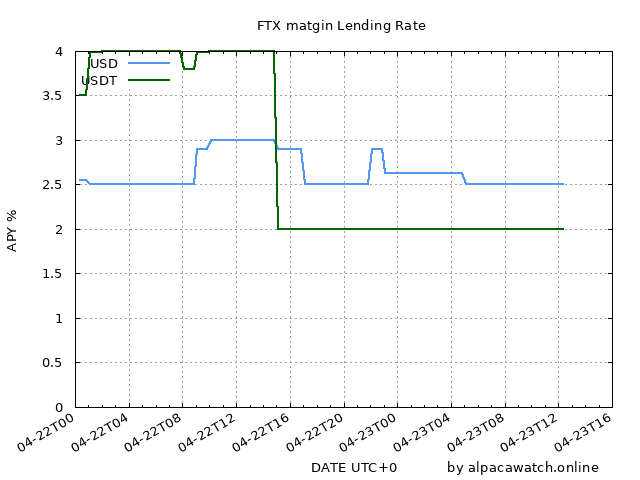 FTX matgin Lending Rate
USD
USDT
4
3.5
3
2.5
2
1.5
1
0.5
0
APY %
04-22T00
04-22T04
04-22T08
04-22T12
04-22T16
04-22T20
04-23T00
04-23T04
04-23T08
04-23T12
04-23T16
DATE UTC+0
by alpacawatch.online